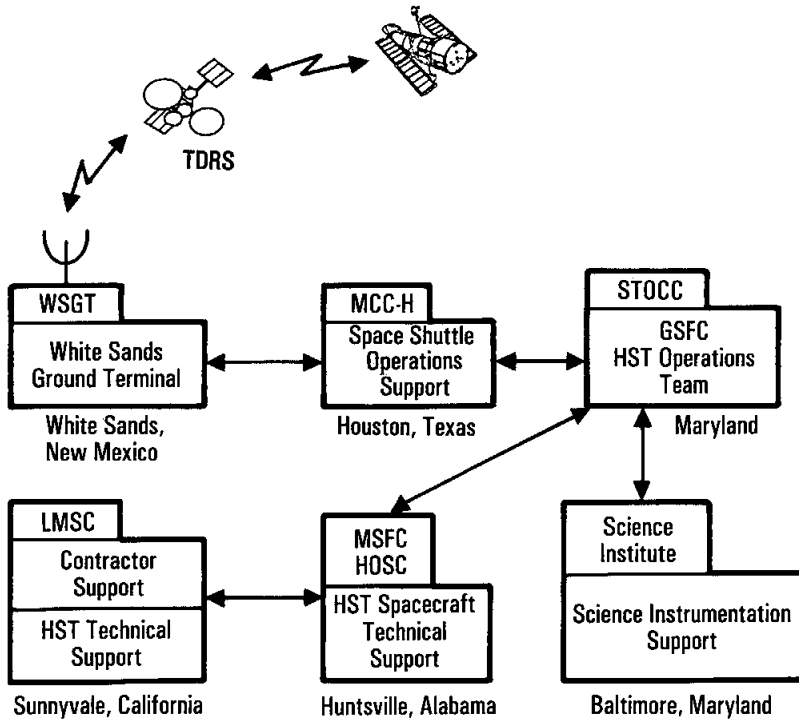 TDRS
WSGT
White Sands
Ground Terminal
White Sands,
New Mexico
MCC-H
Space Shuttle
Operations
Support
Houston, Texas
STOCC
GSFC
HST Operations
Team
Maryland
LMSC
Contractor
Support
HST Technical
Support
Sunnyvale, California
MSFC
HOSC
HST Spacecraft
Technical
Support
Huntsville, Alabama
Science
Institute
Science Instrumentation
Support
Baltimore, Maryland